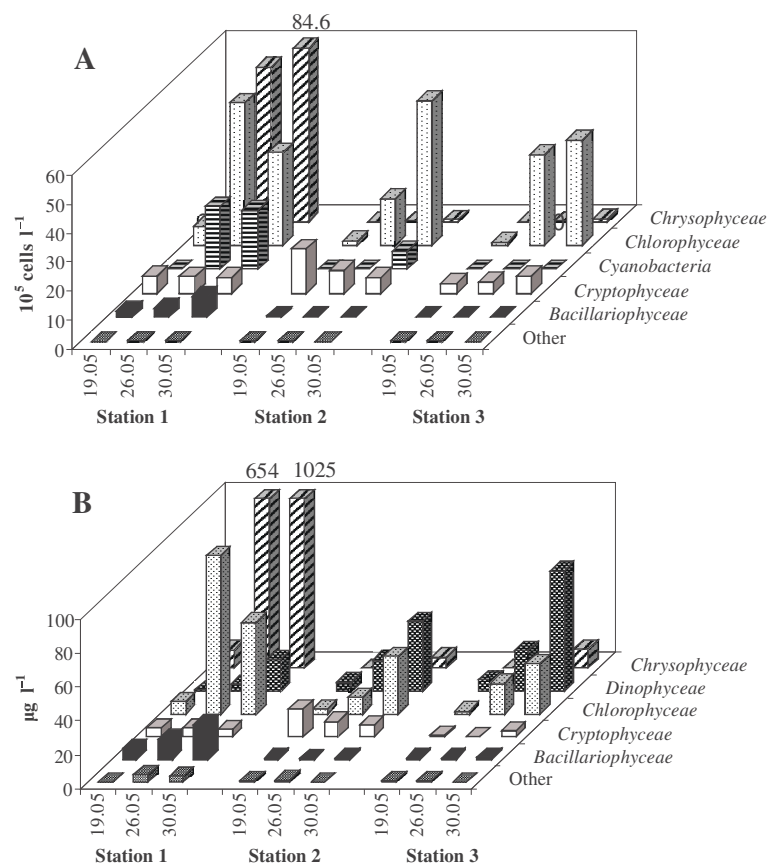 84.6
A
60
50
40
30
20
10
0
10⁵ cells l⁻¹
Chrysophyceae
Chlorophyceae
Cyanobacteria
Cryptophyceae
Bacillariophyceae
Other
19.05 26.05 30.05 19.05 26.05 30.05 19.05 26.05 30.05
Station 1 Station 2 Station 3
654 1025
B
100
80
60
40
20
0
µg l⁻¹
Chrysophyceae
Dinophyceae
Chlorophyceae
Cryptophyceae
Bacillariophyceae
Other
19.05 26.05 30.05 19.05 26.05 30.05 19.05 26.05 30.05
Station 1 Station 2 Station 3